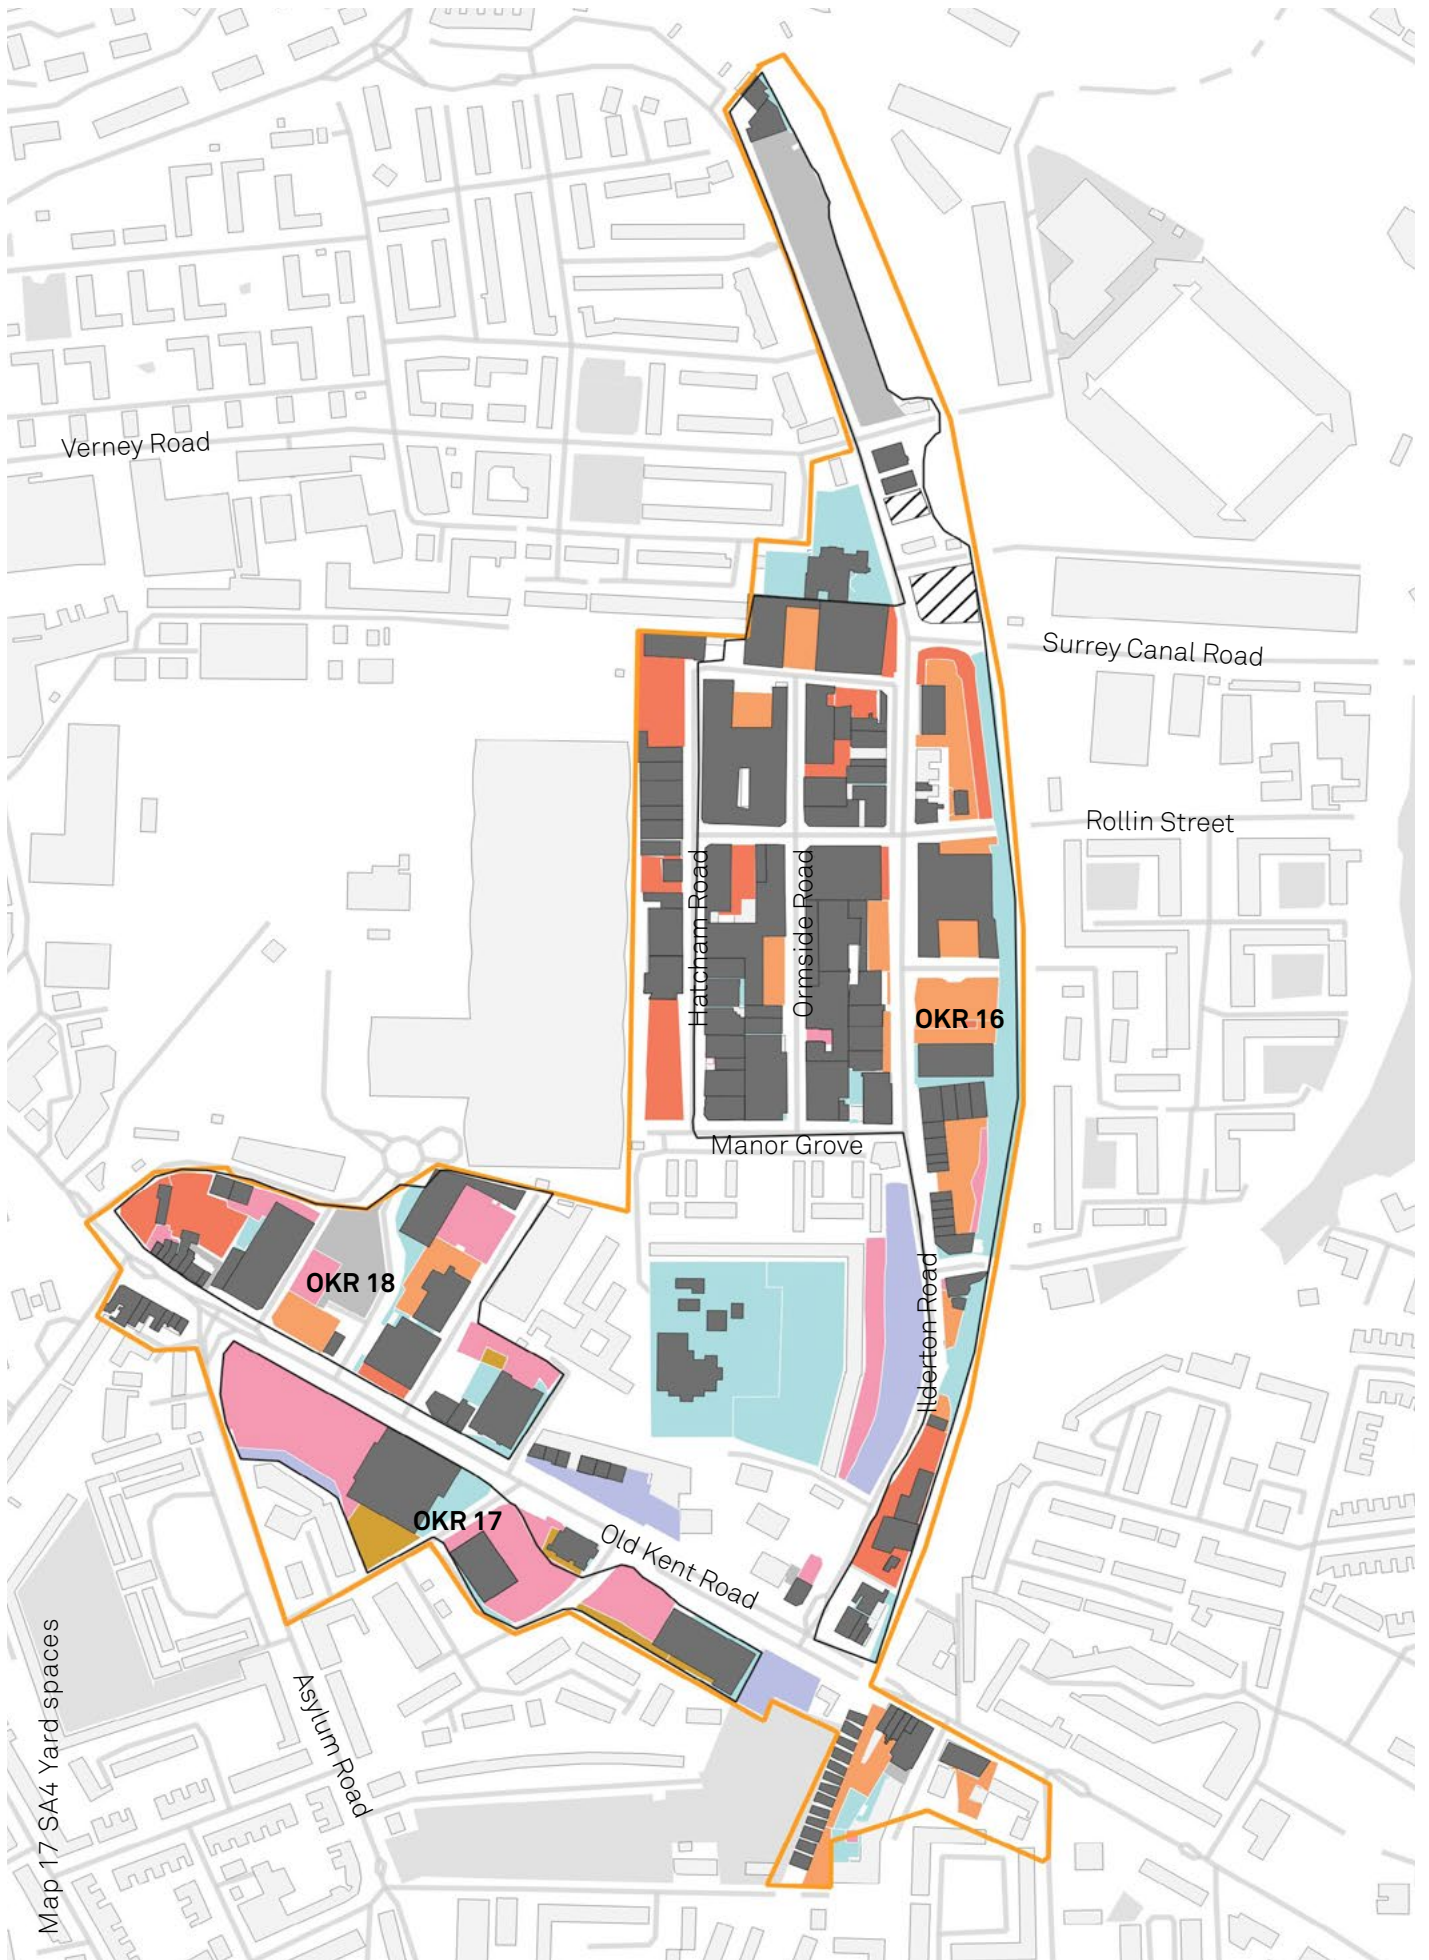 Verney Road
Surrey Canal Road
Rollin Street
Hatcham Road
Ormside Road
OKR 16
Manor Grove
OKR 18
Ilderton Road
OKR 17
Old Kent Road
Asylum Road
Map 17 SA4 Yard spaces